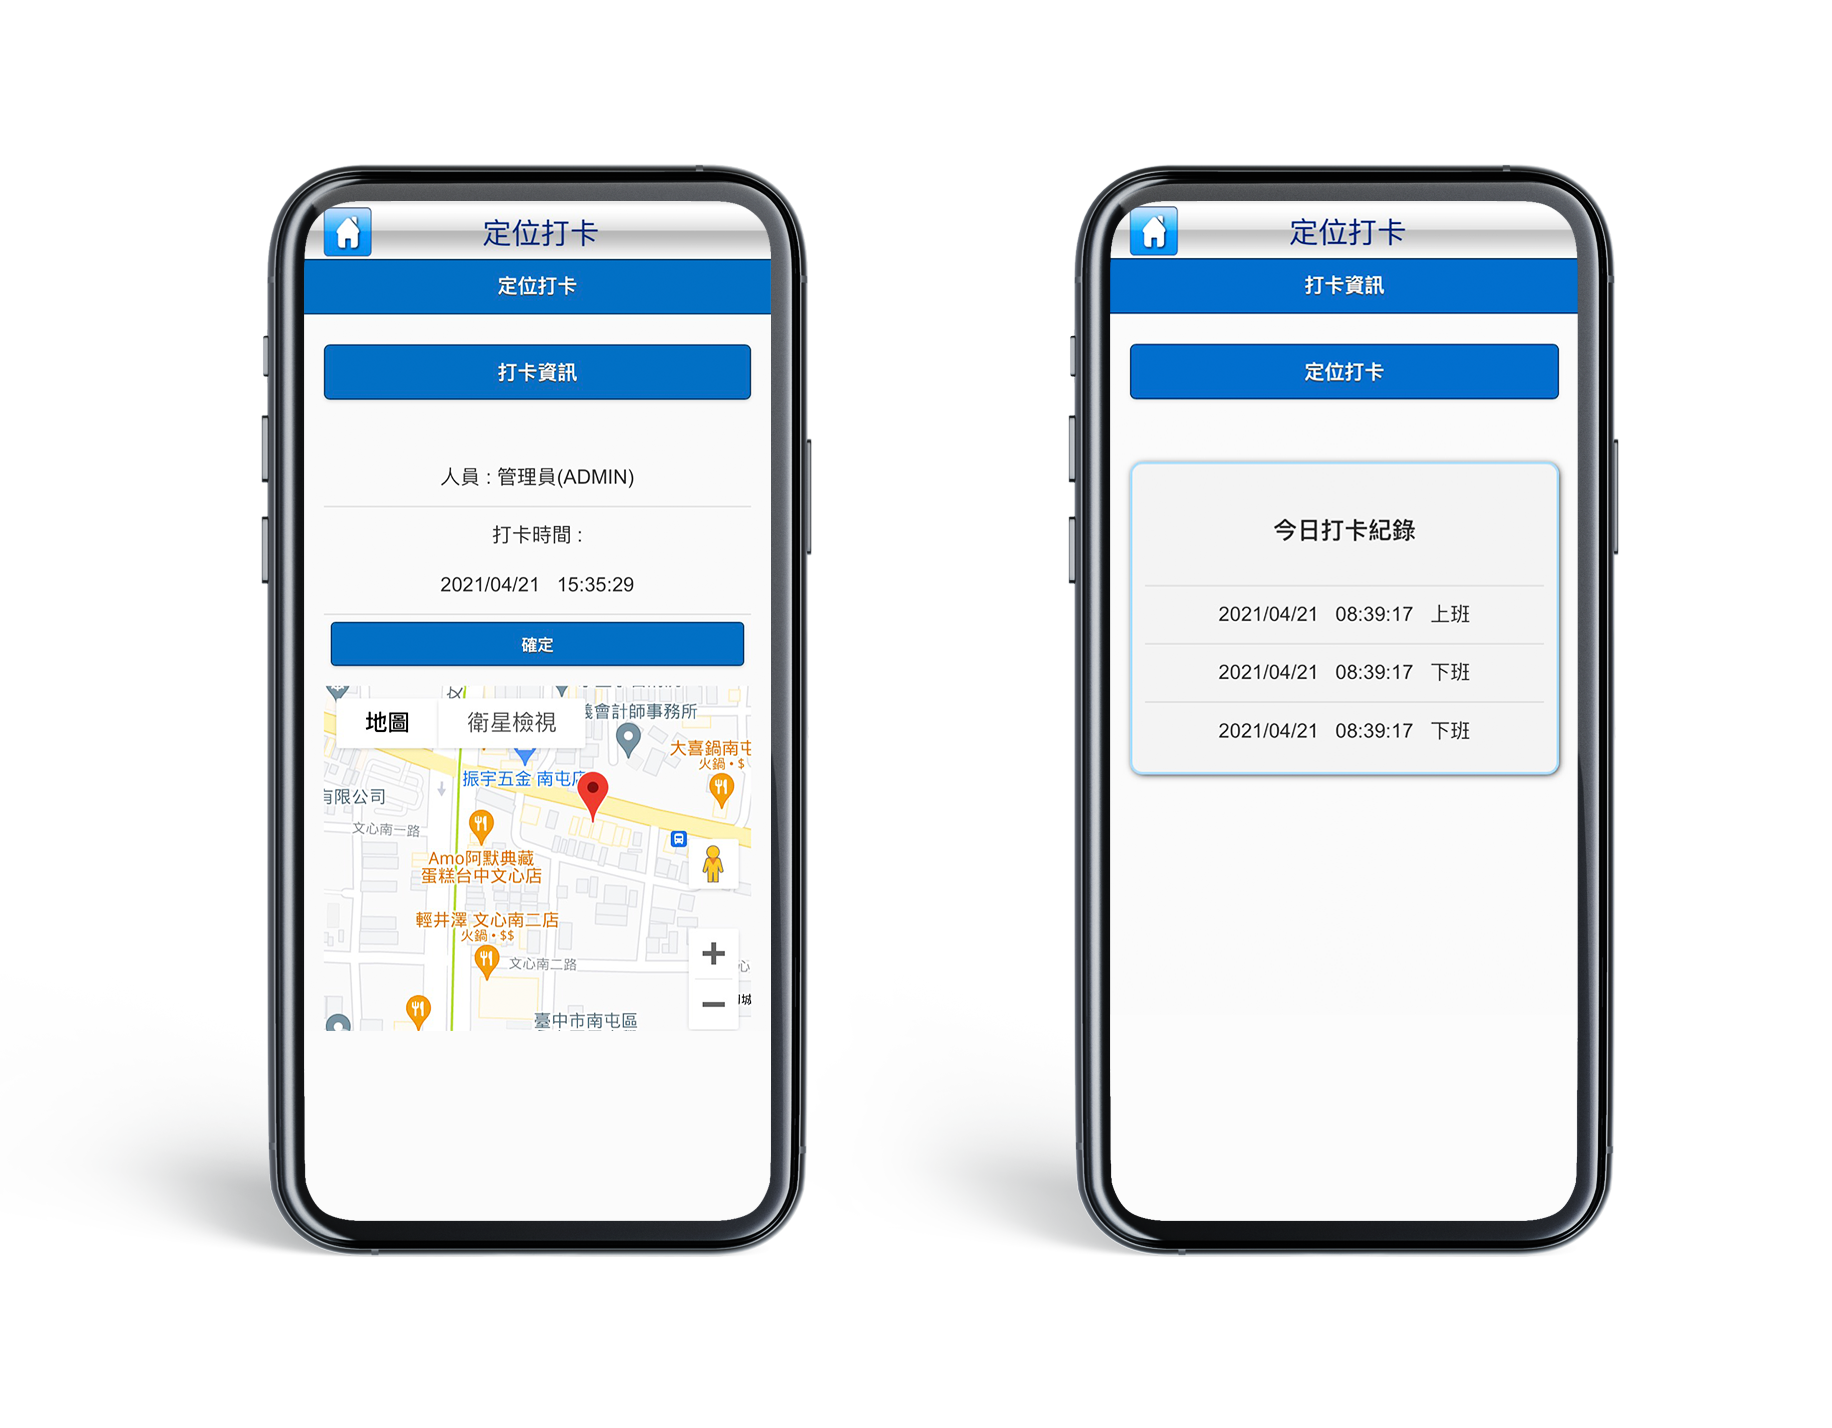 定位打卡
定位打卡
打卡資訊
人員 : 管理員(ADMIN)
打卡時間 :
2021/04/21 15:35:29
確定
地圖
衛星檢視
會計師事務所
大喜鍋南屯
火鍋 • $
振宇五金 南屯店
有限公司
文心南一路
Amo阿默典藏
蛋糕台中文心店
輕井澤 文心南二店
火鍋 • $$
文心南二路
心
城
臺中市南屯區
定位打卡
打卡資訊
定位打卡
今日打卡紀錄
2021/04/21 08:39:17 上班
2021/04/21 08:39:17 下班
2021/04/21 08:39:17 下班